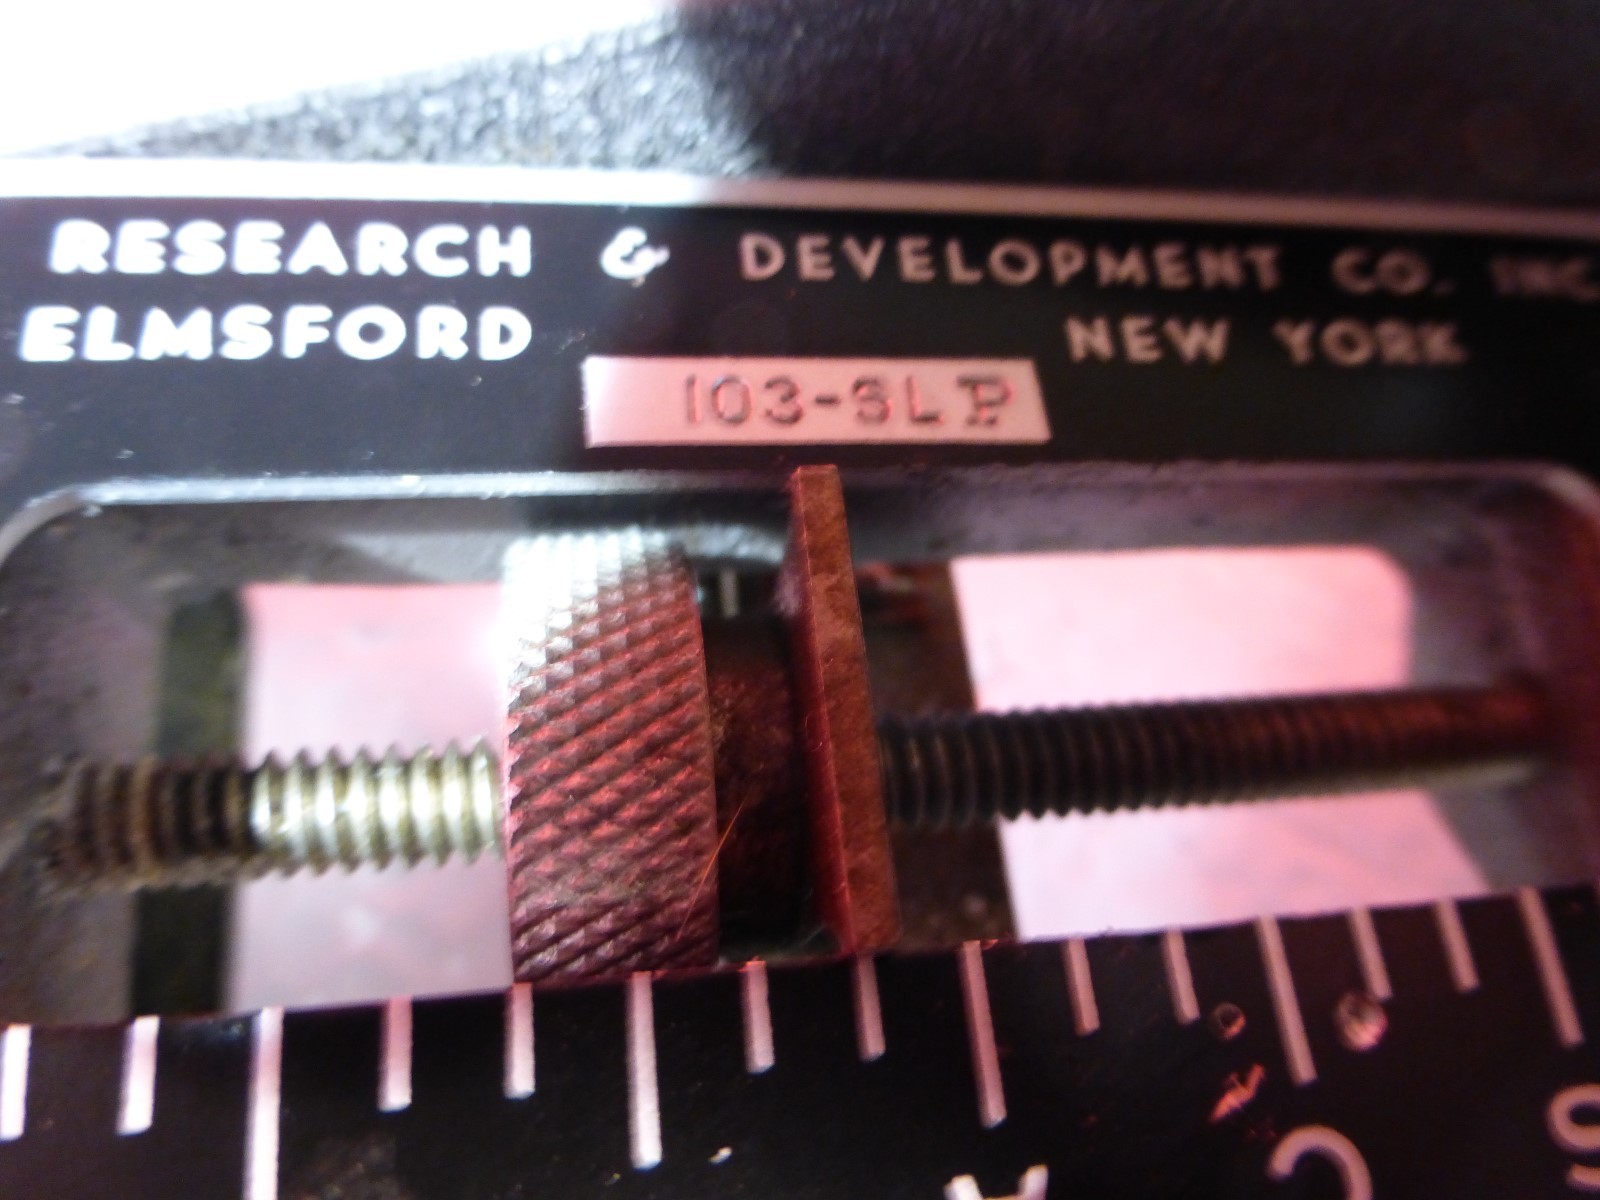 RESEARCH & DEVELOPMENT CO. INC.
ELMSFORD NEW YORK
103-SLP